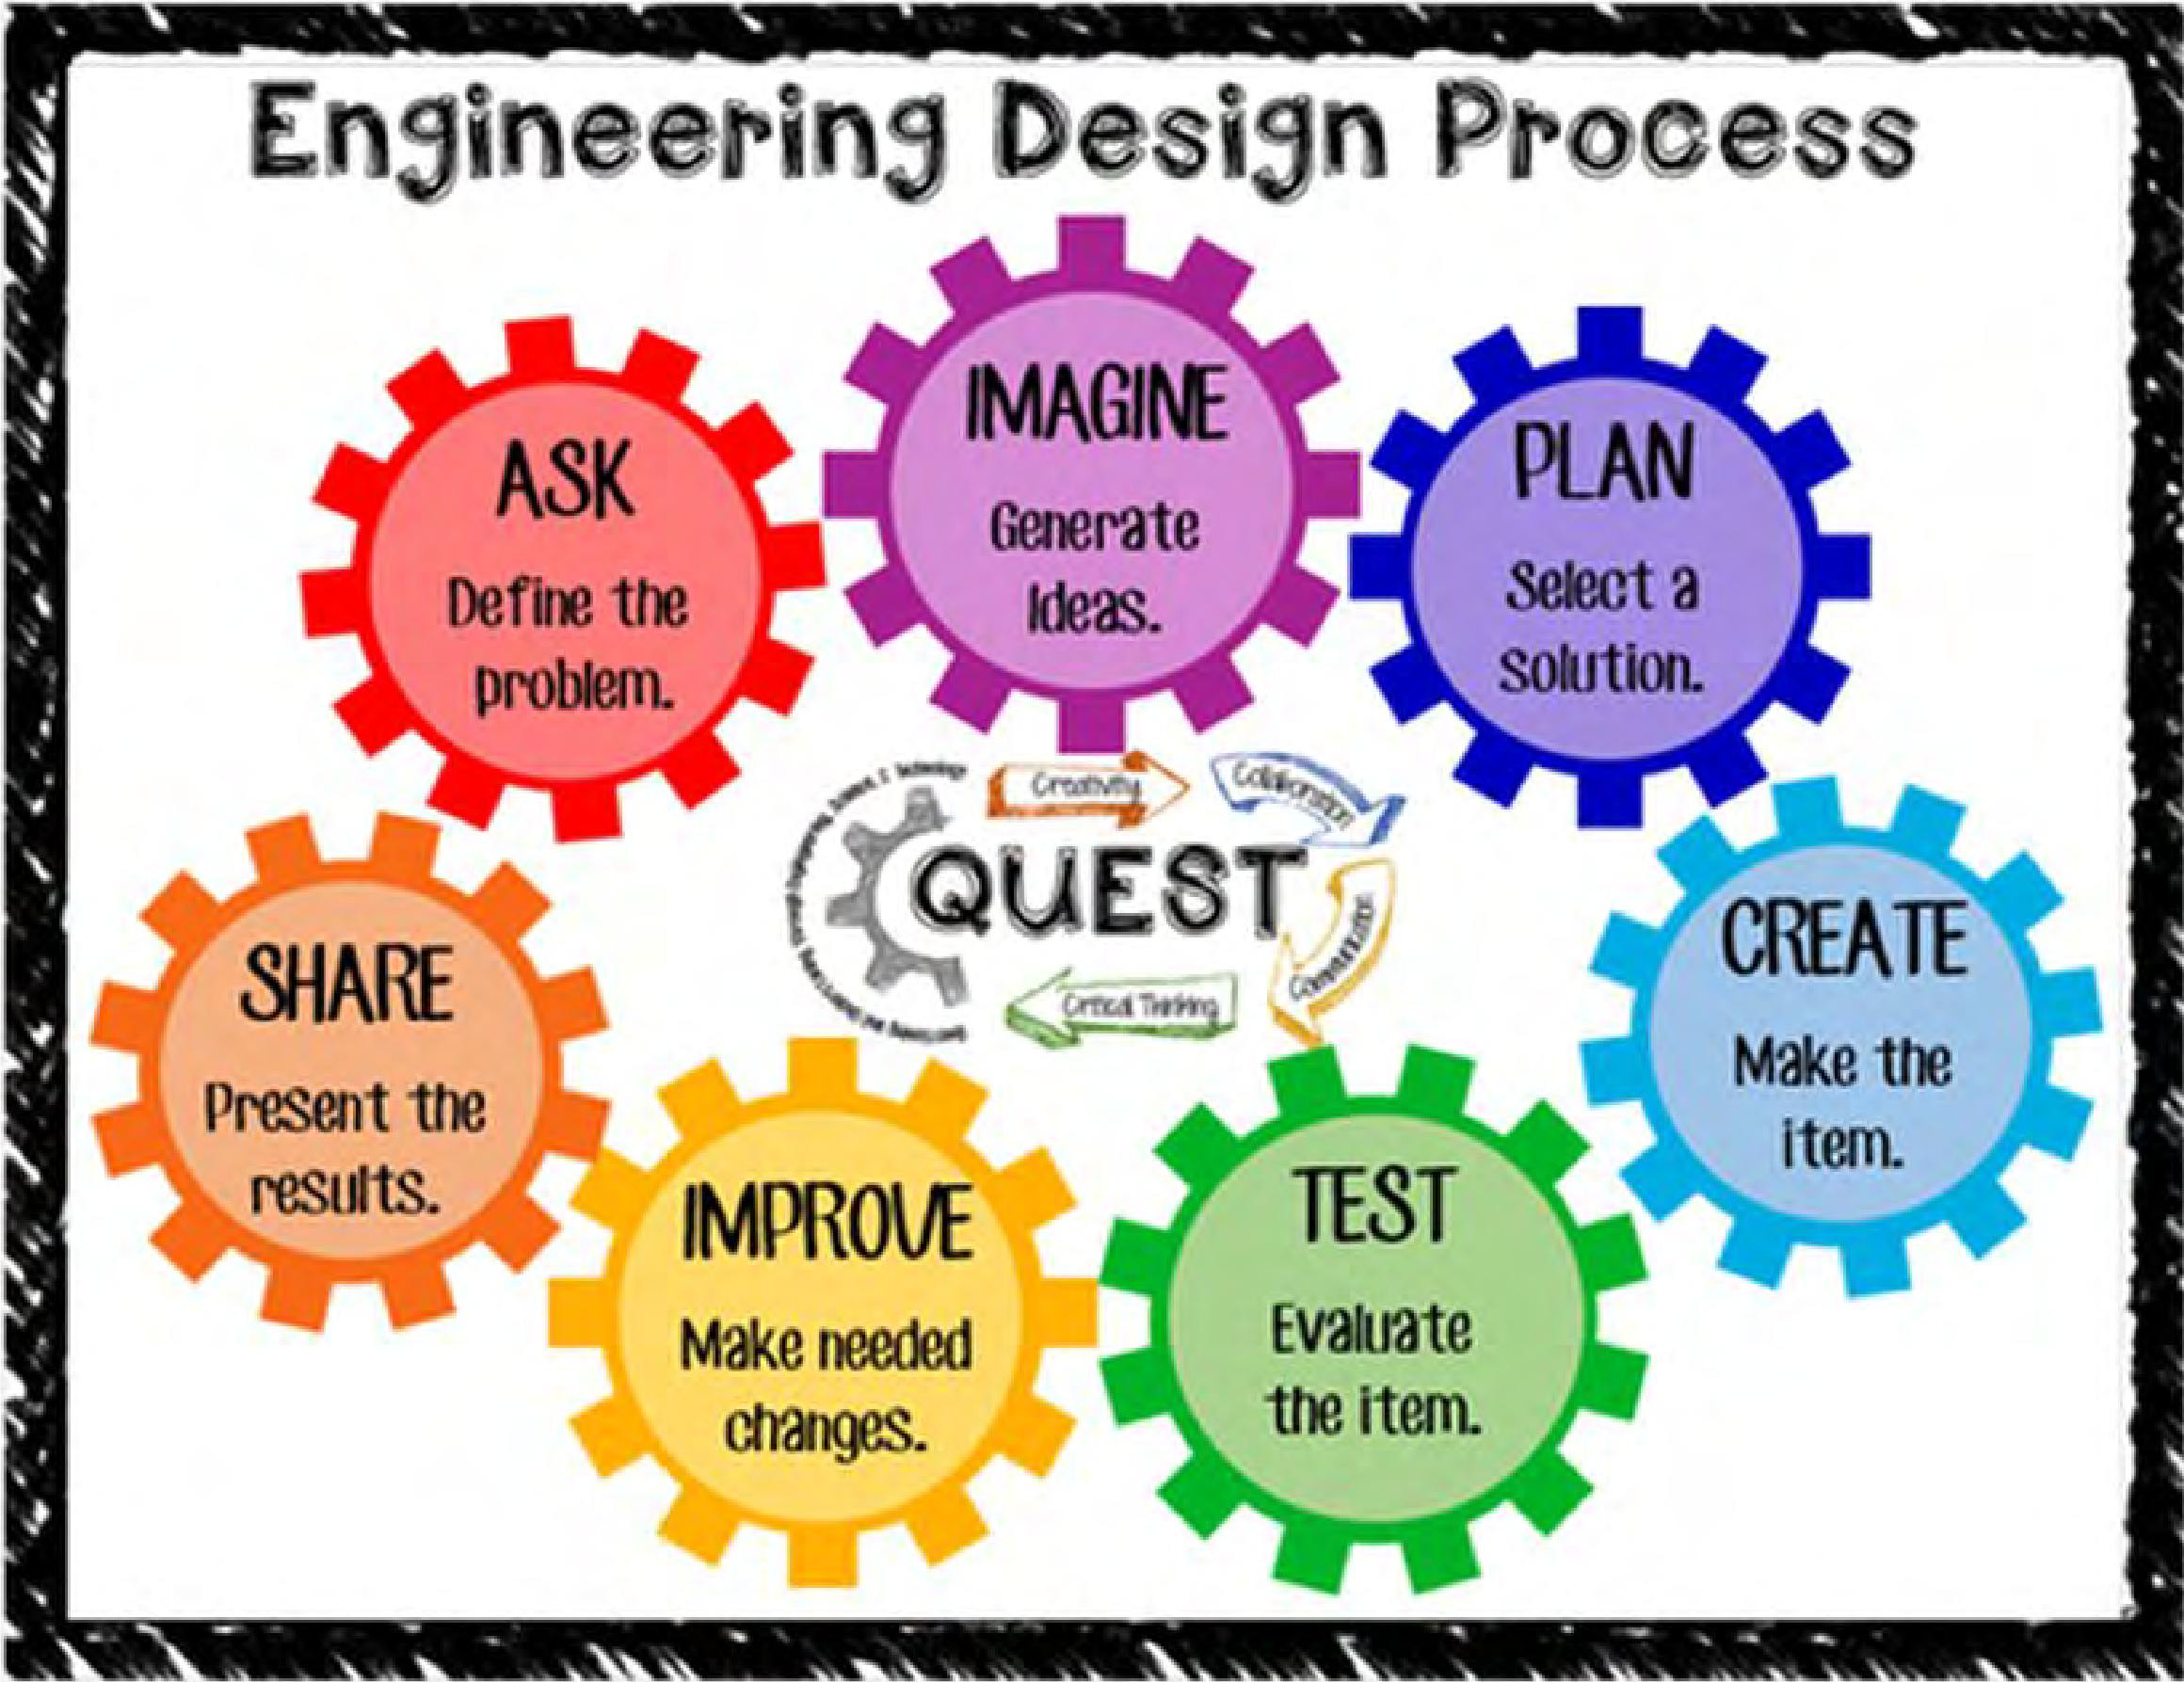 Engineering Design Process
ASK
Define the
problem.
IMAGINE
Generate
Ideas.
PLAN
Select a
solution.
CREATE
Make the
item.
TEST
Evaluate
the item.
IMPROVE
Make needed
changes.
SHARE
Present the
results.
QUEST
Creativity
Collaboration
Communication
Critical Thinking
Technology